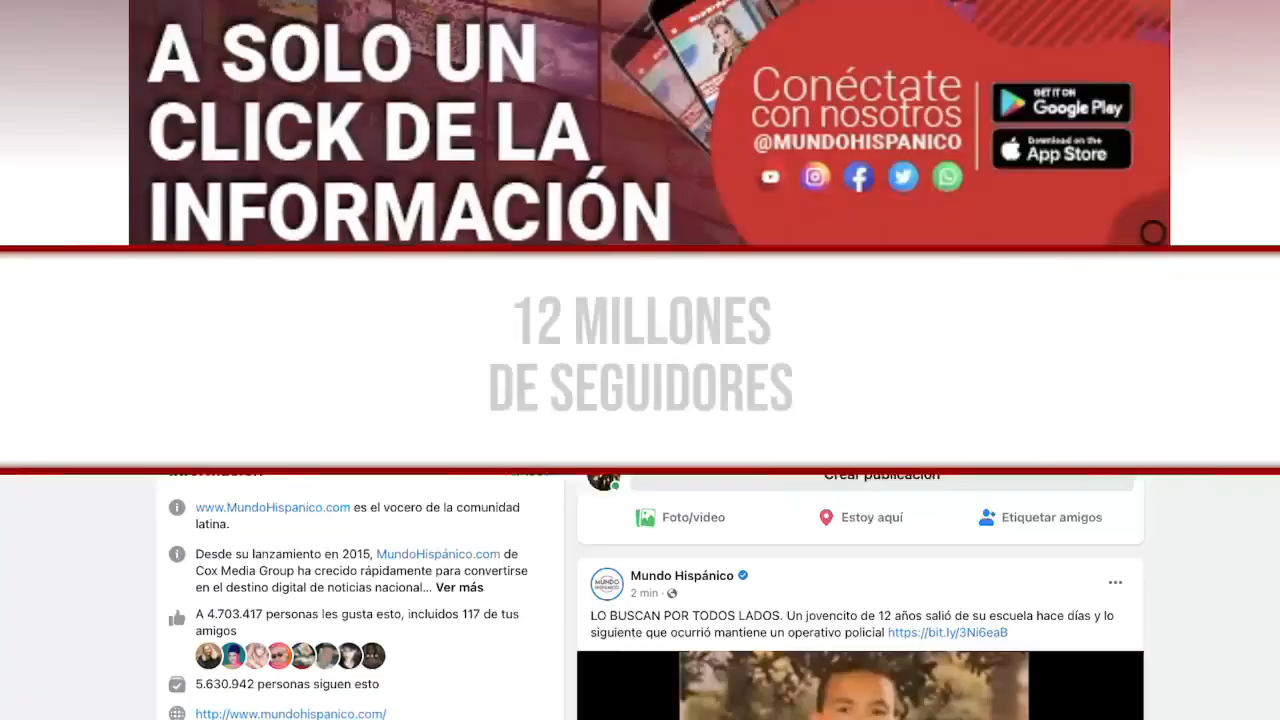 A SOLO UN
CLICK DE LA
INFORMACIÓN
Conéctate
con nosotros
@MUNDOHISPANICO
GET IT ON
Google Play
Download on the
App Store
12 MILLONES
DE SEGUIDORES
Crear publicación
www.MundoHispanico.com es el vocero de la comunidad
latina.
Desde su lanzamiento en 2015, MundoHispánico.com de
Cox Media Group ha crecido rápidamente para convertirse
en el destino digital de noticias nacional... Ver más
A 4.703.417 personas les gusta esto, incluidos 117 de tus
amigos
5.630.942 personas siguen esto
http://www.mundohispanico.com/
Foto/video
Estoy aquí
Etiquetar amigos
MUNDO
HISPÁNICO
Mundo Hispánico
2 min
LO BUSCAN POR TODOS LADOS. Un jovencito de 12 años salió de su escuela hace días y lo
siguiente que ocurrió mantiene un operativo policial https://bit.ly/3Ni6eaB